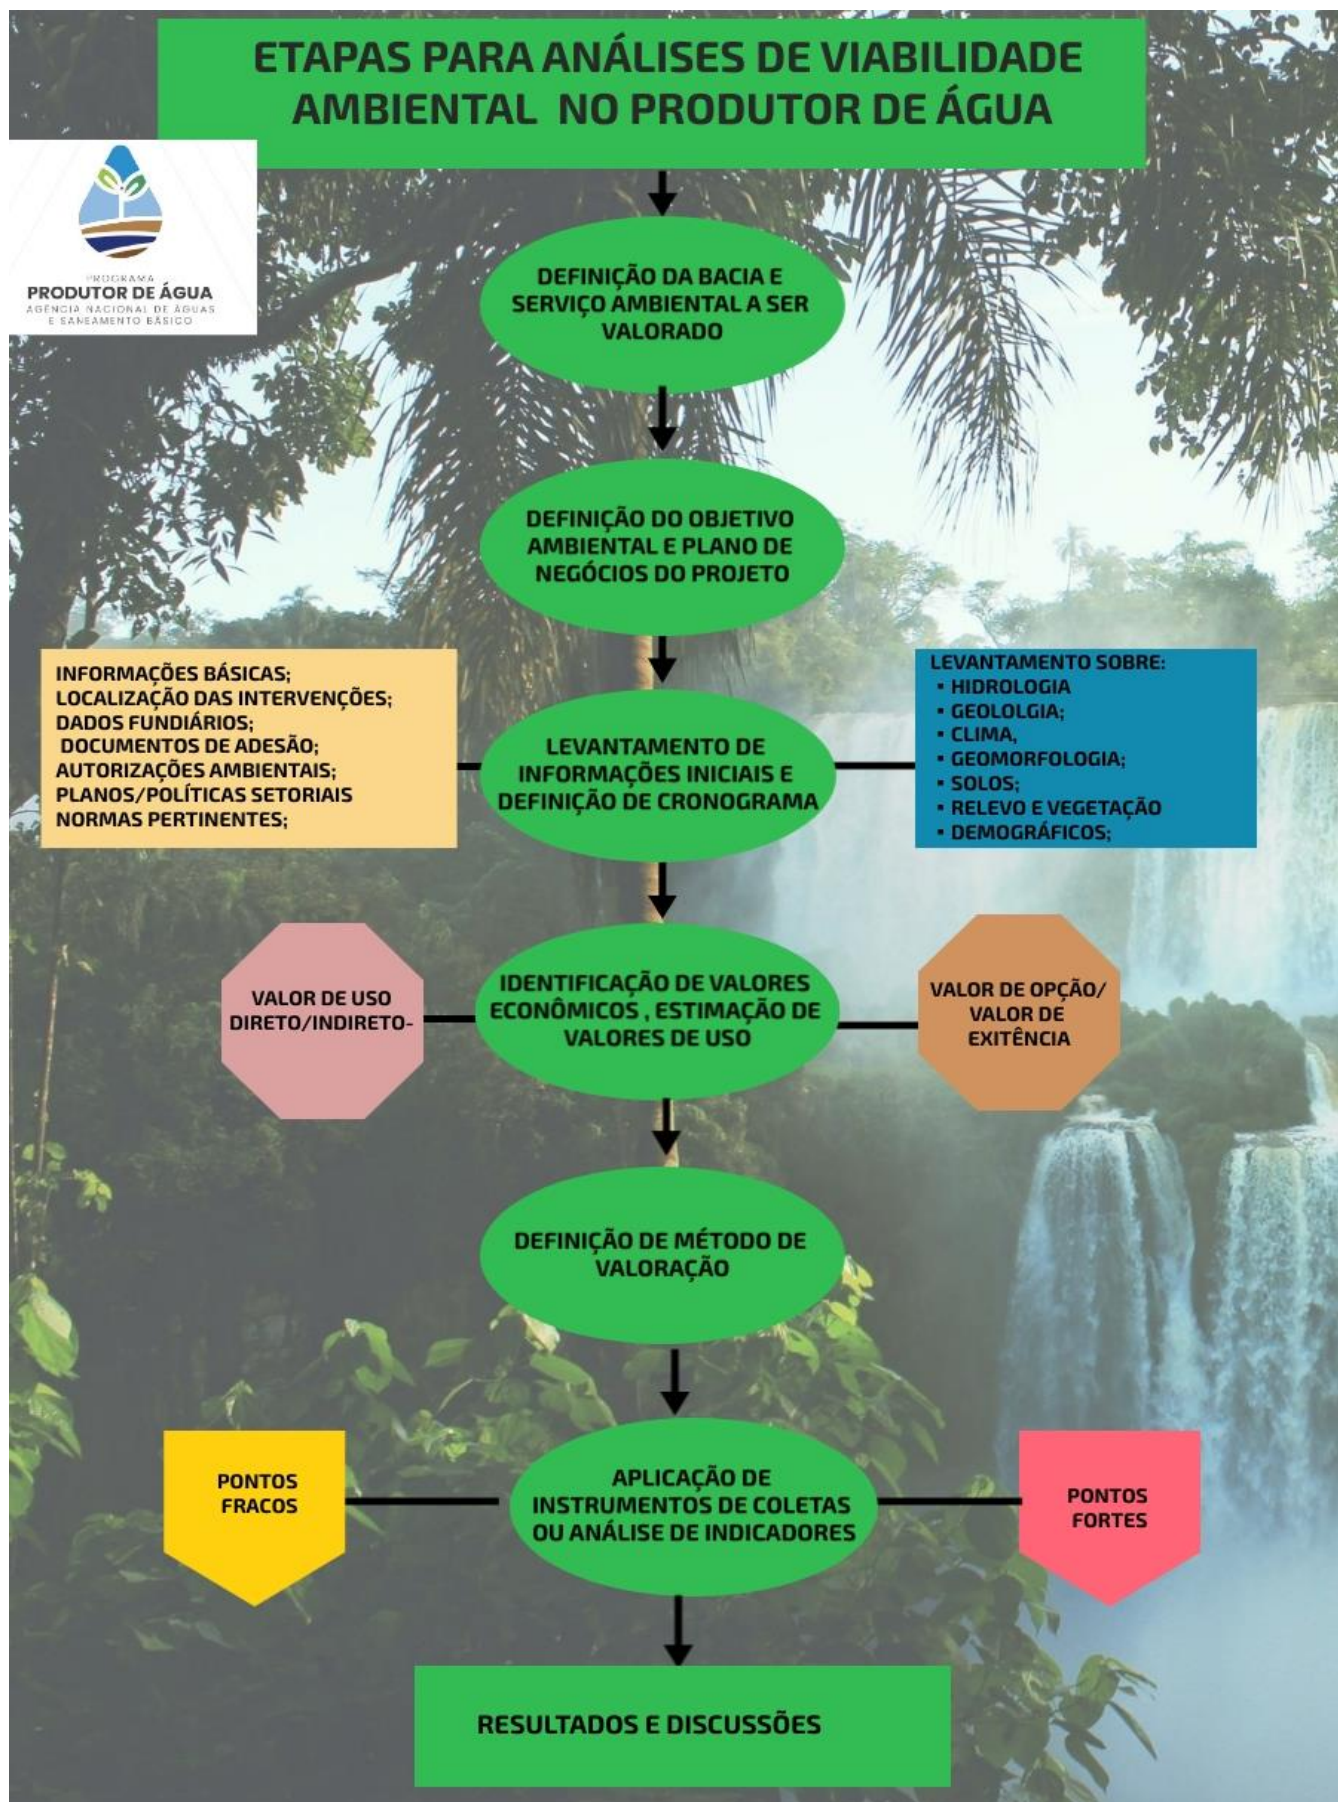 ETAPAS PARA ANÁLISES DE VIABILIDADE
AMBIENTAL NO PRODUTOR DE ÁGUA
PROGRAMA
PRODUTOR DE ÁGUA
AGÊNCIA NACIONAL DE ÁGUAS
E SANEAMENTO BÁSICO
DEFINIÇÃO DA BACIA E
SERVIÇO AMBIENTAL A SER
VALORADO
DEFINIÇÃO DO OBJETIVO
AMBIENTAL E PLANO DE
NEGÓCIOS DO PROJETO
INFORMAÇÕES BÁSICAS;
LOCALIZAÇÃO DAS INTERVENÇÕES;
DADOS FUNDIÁRIOS;
DOCUMENTOS DE ADESÃO;
AUTORIZAÇÕES AMBIENTAIS;
PLANOS/POLÍTICAS SETORIAIS
NORMAS PERTINENTES;
LEVANTAMENTO DE
INFORMAÇÕES INICIAIS E
DEFINIÇÃO DE CRONOGRAMA
LEVANTAMENTO SOBRE:
▪ HIDROLOGIA
▪ GEOLOLGIA;
▪ CLIMA,
▪ GEOMORFOLOGIA;
▪ SOLOS;
▪ RELEVO E VEGETAÇÃO
▪ DEMOGRÁFICOS;
VALOR DE USO
DIRETO/INDIRETO-
IDENTIFICAÇÃO DE VALORES
ECONÔMICOS , ESTIMAÇÃO DE
VALORES DE USO
VALOR DE OPÇÃO/
VALOR DE
EXITÊNCIA
DEFINIÇÃO DE MÉTODO DE
VALORAÇÃO
PONTOS
FRACOS
APLICAÇÃO DE
INSTRUMENTOS DE COLETAS
OU ANÁLISE DE INDICADORES
PONTOS
FORTES
RESULTADOS E DISCUSSÕES